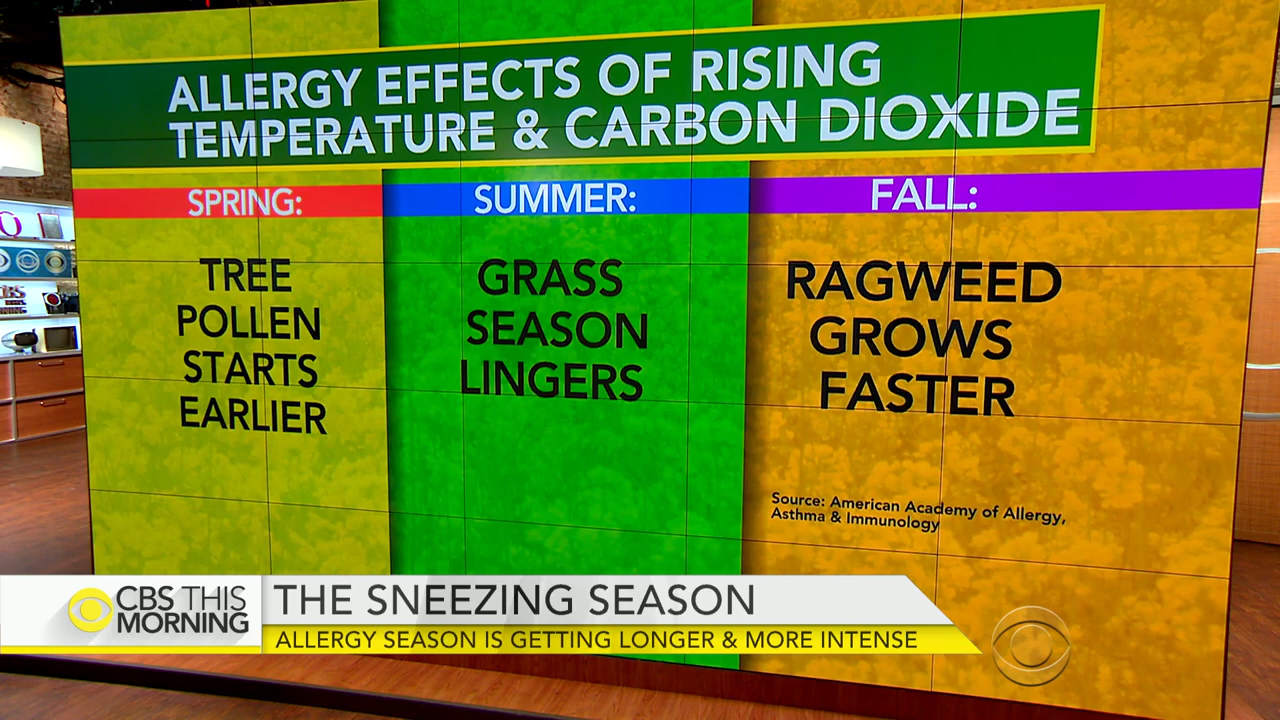 ALLERGY EFFECTS OF RISING
TEMPERATURE & CARBON DIOXIDE
SPRING:
TREE
POLLEN
STARTS
EARLIER
SUMMER:
GRASS
SEASON
LINGERS
FALL:
RAGWEED
GROWS
FASTER
Source: American Academy of Allergy,
Asthma & Immunology
CBS THIS
MORNING
THE SNEEZING SEASON
ALLERGY SEASON IS GETTING LONGER & MORE INTENSE